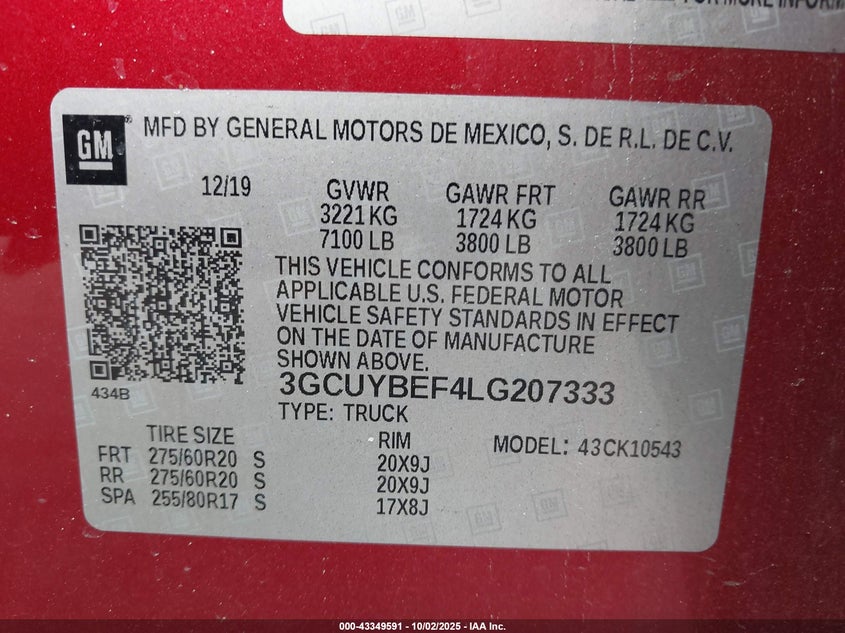 FOR MORE INFORM
GM
MFD BY GENERAL MOTORS DE MEXICO, S. DE R.L. DE C.V.
12/19 GVWR GAWR FRT GAWR RR
3221 KG 1724 KG 1724 KG
7100 LB 3800 LB 3800 LB
THIS VEHICLE CONFORMS TO ALL
APPLICABLE U.S. FEDERAL MOTOR
VEHICLE SAFETY STANDARDS IN EFFECT
ON THE DATE OF MANUFACTURE
SHOWN ABOVE.
434B
3GCUYBEF4LG207333
TYPE: TRUCK
TIRE SIZE RIM MODEL: 43CK10543
FRT 275/60R20 S 20X9J
RR 275/60R20 S 20X9J
SPA 255/80R17 S 17X8J
000-43349591 - 10/02/2025 - IAA Inc.